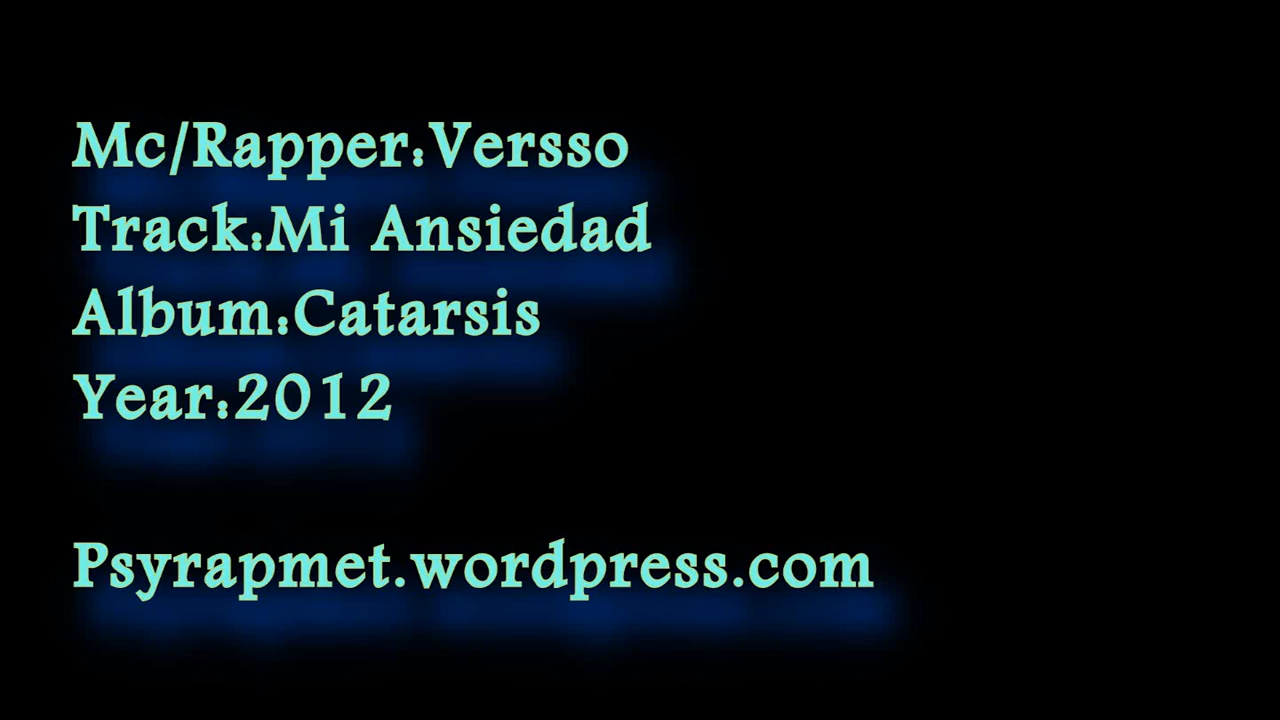 Mc/Rapper:Versso
Track:Mi Ansiedad
Album:Catarsis
Year:2012
Psyrapmet.wordpress.com